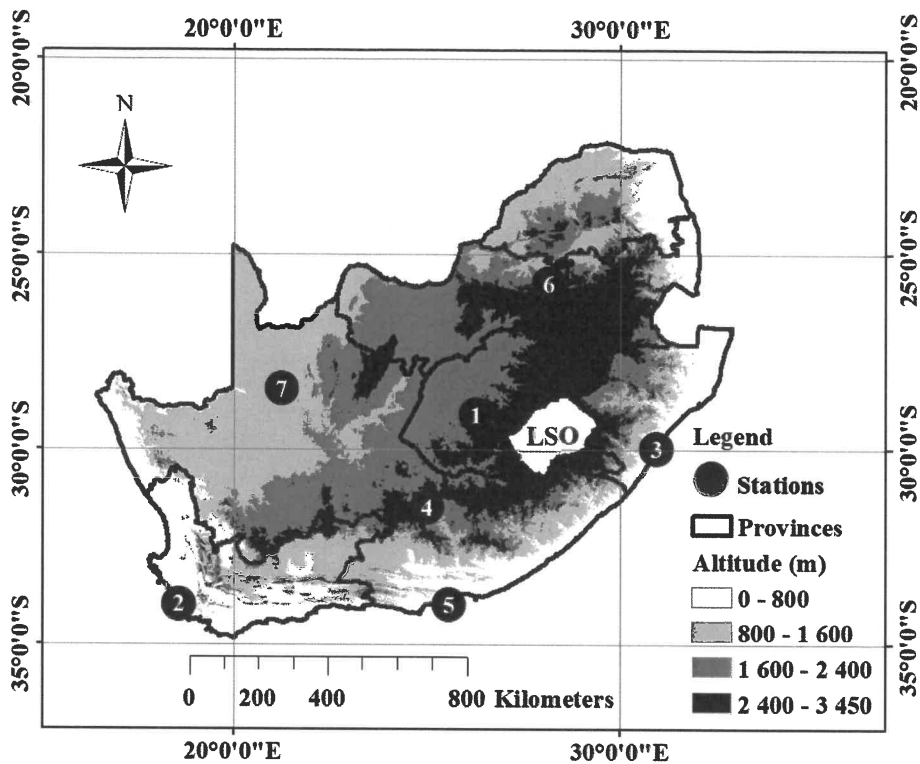 20°0'0"E 30°0'0"E
20°0'0"S 20°0'0"S
N
25°0'0"S 25°0'0"S
6
7
1
LSO
3
30°0'0"S 30°0'0"S
4
2
5
35°0'0"S 35°0'0"S
Legend
Stations
Provinces
Altitude (m)
0 - 800
800 - 1 600
1 600 - 2 400
2 400 - 3 450
0 200 400 800 Kilometers
20°0'0"E 30°0'0"E